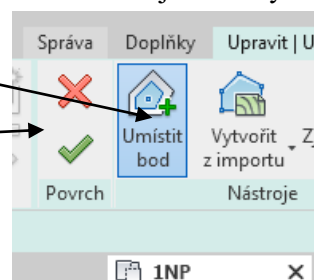 Správa Doplňky Upravit | U
Umístit bod
Vytvořit z importu
Povrch Nástroje
1NP